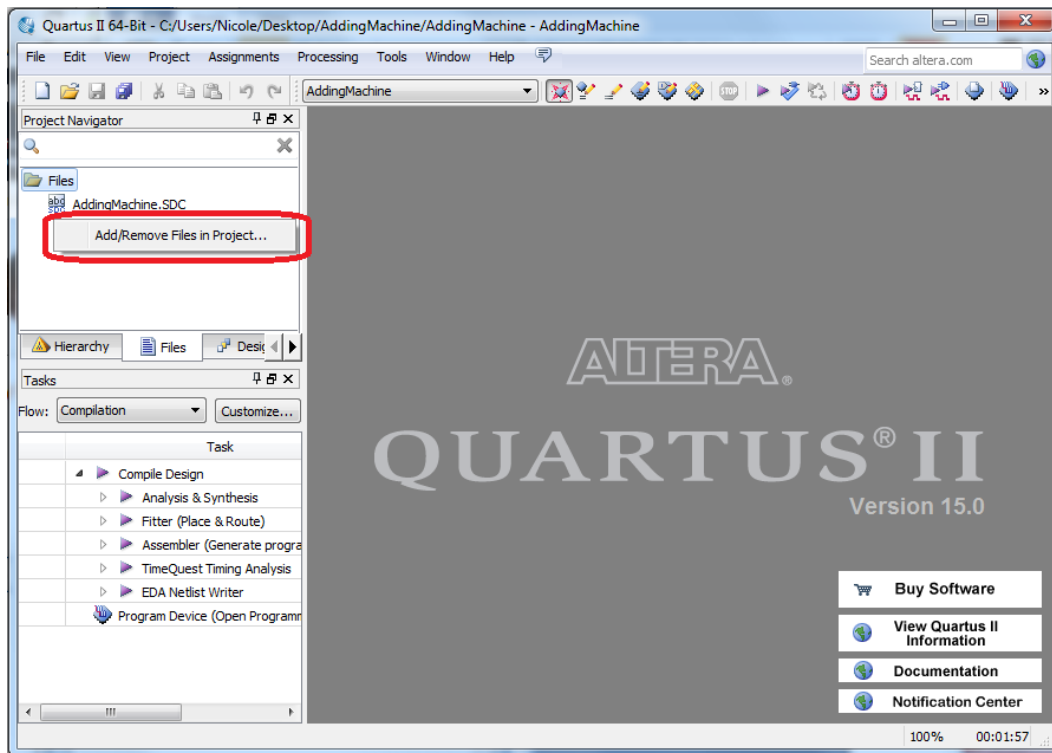 Quartus II 64-Bit - C:/Users/Nicole/Desktop/AddingMachine/AddingMachine - AddingMachine
File Edit View Project Assignments Processing Tools Window Help
Search altera.com
AddingMachine
STOP
»
Project Navigator
Files
AddingMachine.SDC
Add/Remove Files in Project...
Hierarchy Files Desig
Tasks
Flow: Compilation Customize...
Task
Compile Design
Analysis & Synthesis
Fitter (Place & Route)
Assembler (Generate progra
TimeQuest Timing Analysis
EDA Netlist Writer
Program Device (Open Programm
ALTERA®
QUARTUS® II
Version 15.0
Buy Software
View Quartus II
Information
Documentation
Notification Center
100% 00:01:57